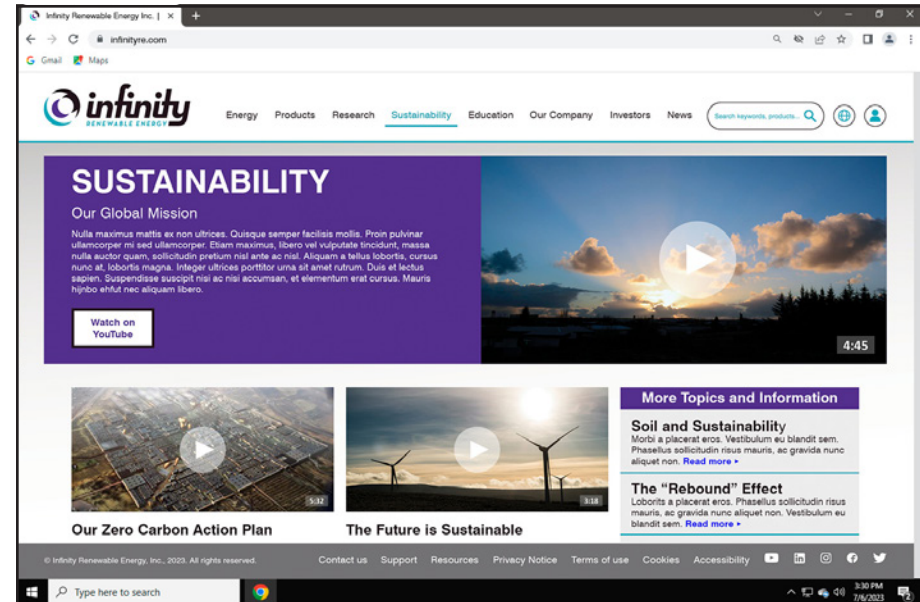 Infinity Renewable Energy Inc. |
infinityre.com
Gmail Maps
infinity
RENEWABLE ENERGY
Energy Products Research Sustainability Education Our Company Investors News
Search keywords, products...
SUSTAINABILITY
Our Global Mission
Nulla maximus mattis ex non ultrices. Quisque semper facilisis mollis. Proin pulvinar
ullamcorper mi sed ullamcorper. Etiam maximus, libero vel vulputate tincidunt, massa
nulla auctor quam, sollicitudin pretium nisl ante ac nisl. Aliquam a tellus lobortis, cursus
nunc at, lobortis magna. Integer ultrices porttitor urna sit amet rutrum. Duis et lectus
sapien. Suspendisse suscipit nisi ac nisi accumsan, et elementum erat cursus. Mauris
hijnbo ehfut nec aliquam libero.
Watch on
YouTube
4:45
5:32
3:18
Our Zero Carbon Action Plan
The Future is Sustainable
More Topics and Information
Soil and Sustainability
Morbi a placerat eros. Vestibulum eu blandit sem.
Phasellus sollicitudin risus mauris, ac gravida nunc
aliquet non. Read more ▸
The “Rebound” Effect
Loborits a placerat eros. Phasellus sollicitudin risus
mauris, ac gravida nunc aliquet non. Vestibulum eu
blandit sem. Read more ▸
© Infinity Renewable Energy, Inc., 2023. All rights reserved.
Contact us Support Resources Privacy Notice Terms of use Cookies Accessibility
Type here to search
3:30 PM
7/6/2023